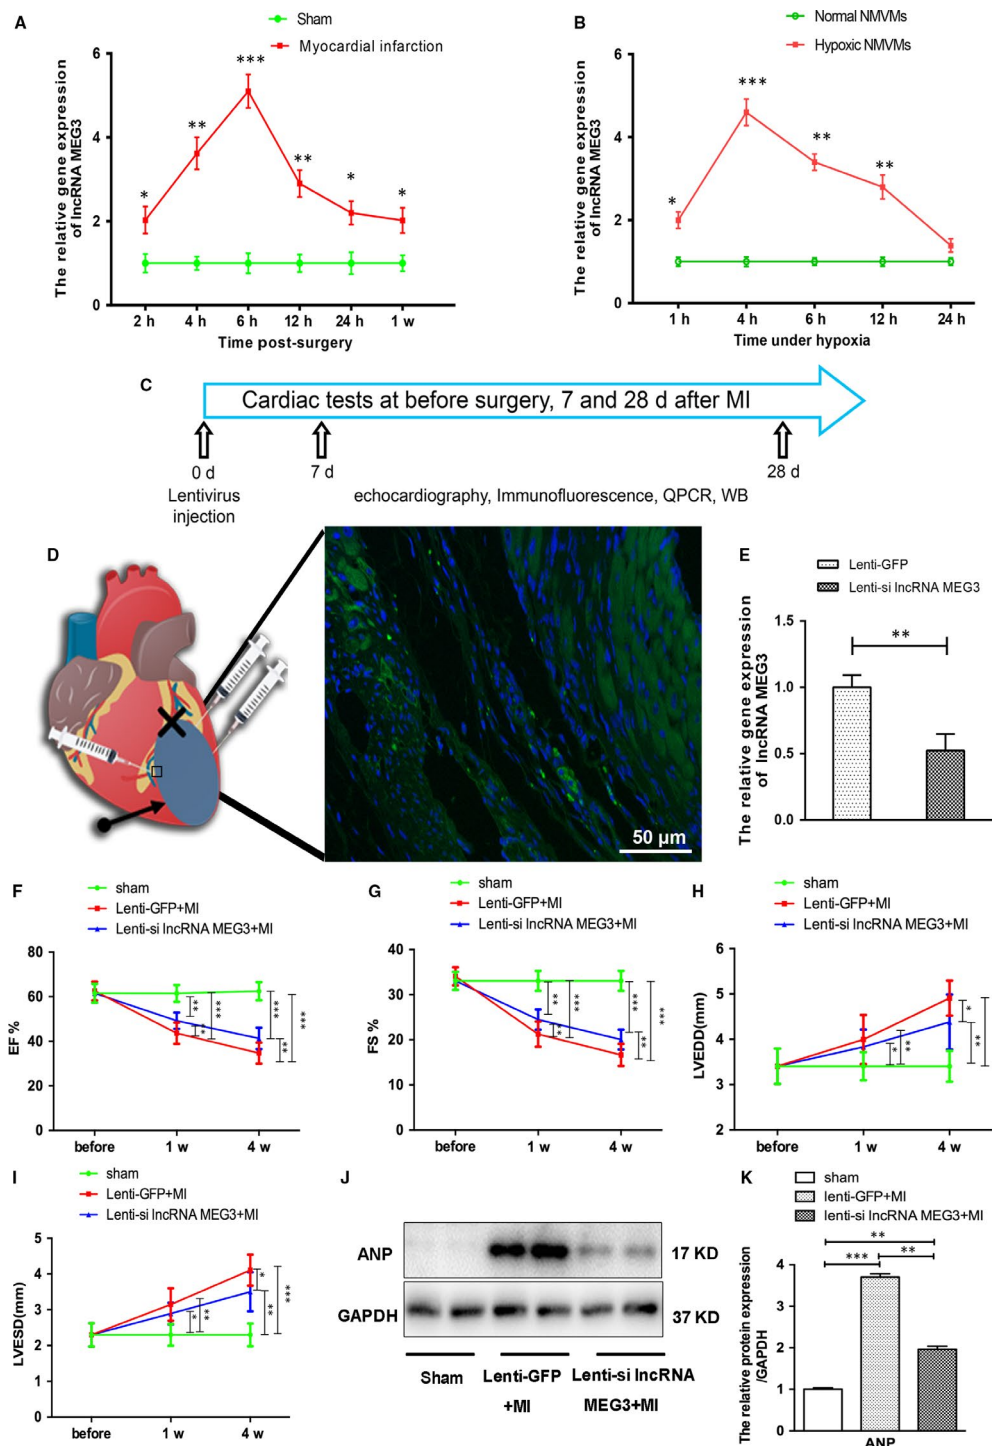 A
Sham
Myocardial infarction
The relative gene expression
of lncRNA MEG3
6
4
2
0
*
**
***
**
*
*
2 h 4 h 6 h 12 h 24 h 1 w
Time post-surgery
B
Normal NMVMs
Hypoxic NMVMs
The relative gene expression
of lncRNA MEG3
6
4
2
0
*
***
**
**
1 h 4 h 6 h 12 h 24 h
Time under hypoxia
C
Cardiac tests at before surgery, 7 and 28 d after MI
0 d 7 d 28 d
Lentivirus
injection
echocardiography, Immunofluorescence, QPCR, WB
D
50 µm
E
Lenti-GFP
Lenti-si lncRNA MEG3
The relative gene expression
of lncRNA MEG3
1.5
1.0
0.5
0.0
**
F
sham
Lenti-GFP+MI
Lenti-si lncRNA MEG3+MI
EF %
80
60
40
20
0
**
**
***
***
**
***
before 1 w 4 w
G
sham
Lenti-GFP+MI
Lenti-si lncRNA MEG3+MI
FS %
40
30
20
10
0
**
*
***
***
**
***
before 1 w 4 w
H
sham
Lenti-GFP+MI
Lenti-si lncRNA MEG3+MI
LVEDD(mm)
6
5
4
3
2
*
**
*
**
***
before 1 w 4 w
I
sham
Lenti-GFP+MI
Lenti-si lncRNA MEG3+MI
LVESD(mm)
5
4
3
2
1
0
*
**
*
**
***
before 1 w 4 w
J
ANP 17 KD
GAPDH 37 KD
Sham Lenti-GFP Lenti-si lncRNA
+MI MEG3+MI
K
sham
lenti-GFP+MI
lenti-si lncRNA MEG3+MI
The relative protein expression
/GAPDH
4
3
2
1
0
**
***
**
ANP